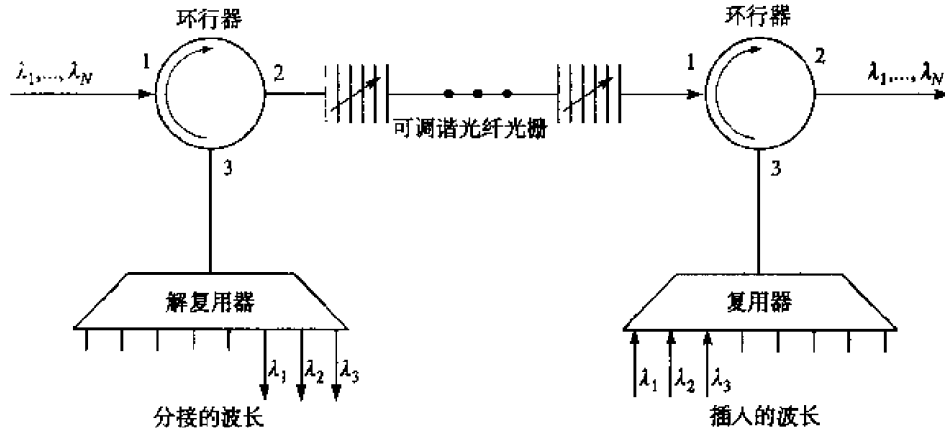 环行器
环行器
1
2
3
λ1,..., λN
可调谐光纤光栅
1
2
3
λ1,..., λN
解复用器
复用器
λ1 λ2 λ3
λ1 λ2 λ3
分接的波长
插入的波长